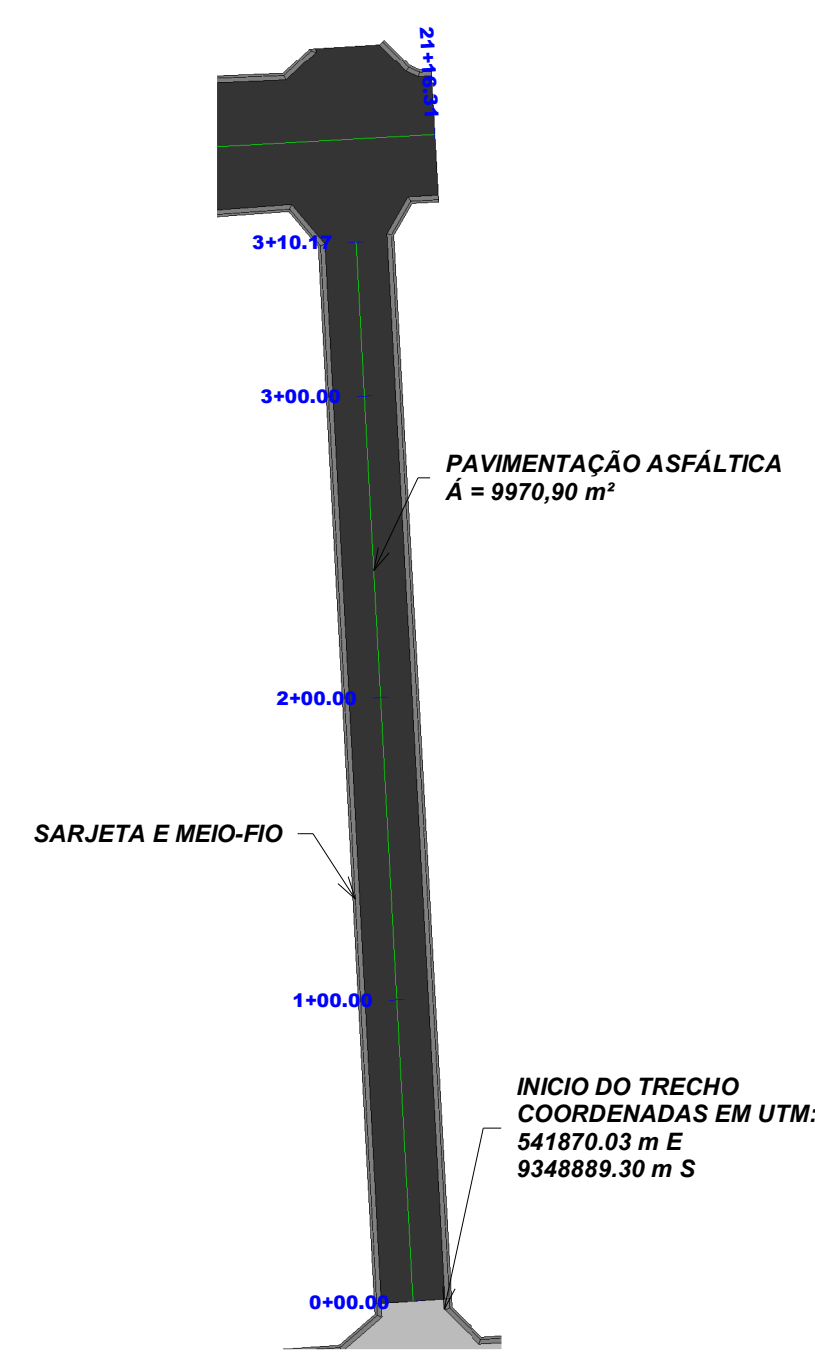 21+16.31
3+10.17
3+00.00
PAVIMENTAÇÃO ASFÁLTICA
Á = 9970,90 m²
2+00.00
SARJETA E MEIO-FIO
1+00.00
INICIO DO TRECHO
COORDENADAS EM UTM:
541870.03 m E
9348889.30 m S
0+00.00